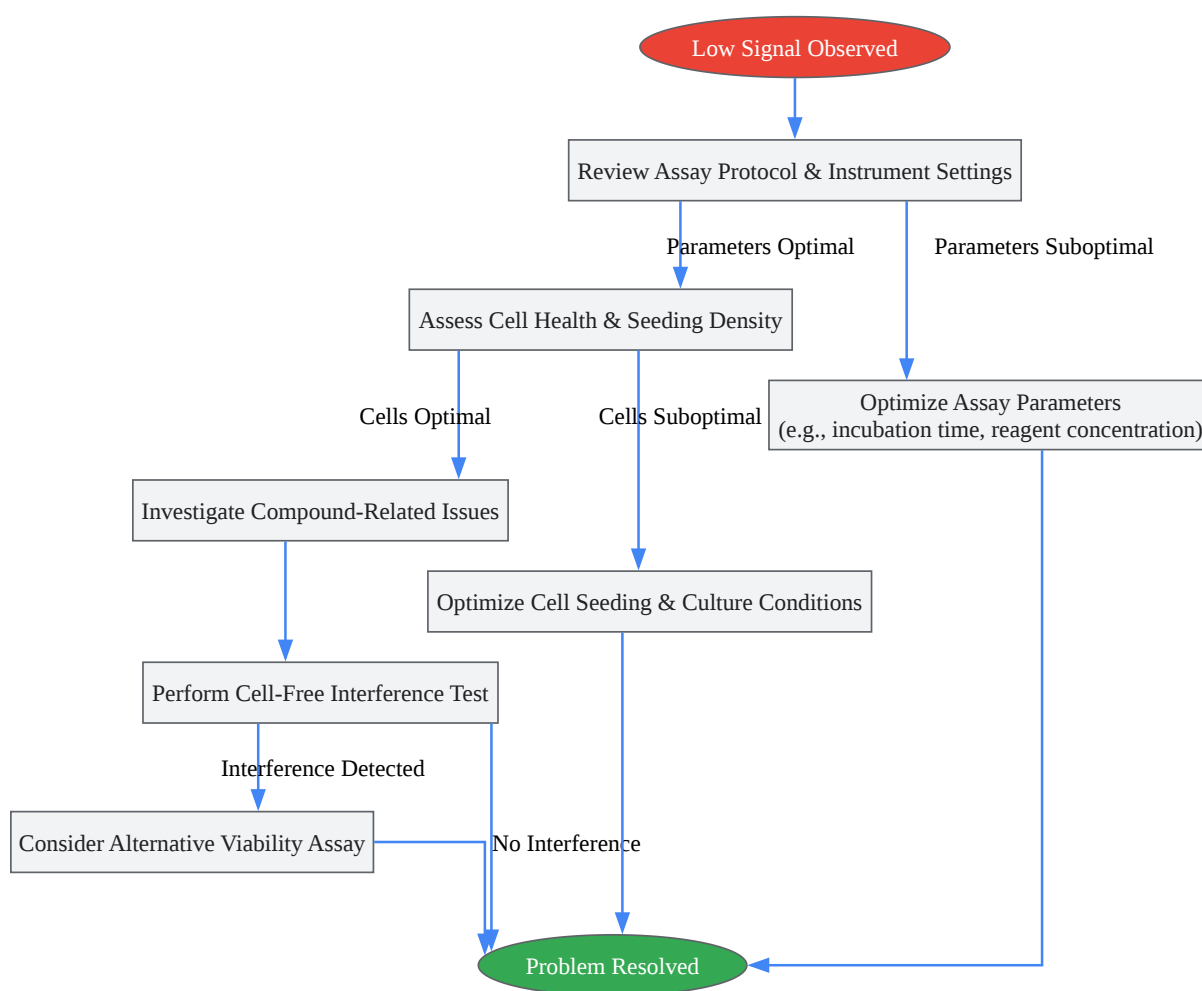 Low Signal Observed
Review Assay Protocol & Instrument Settings
Parameters Optimal
Parameters Suboptimal
Assess Cell Health & Seeding Density
Cells Optimal
Cells Suboptimal
Optimize Assay Parameters
(e.g., incubation time, reagent concentration)
Investigate Compound-Related Issues
Optimize Cell Seeding & Culture Conditions
Perform Cell-Free Interference Test
Interference Detected
Consider Alternative Viability Assay
No Interference
Problem Resolved